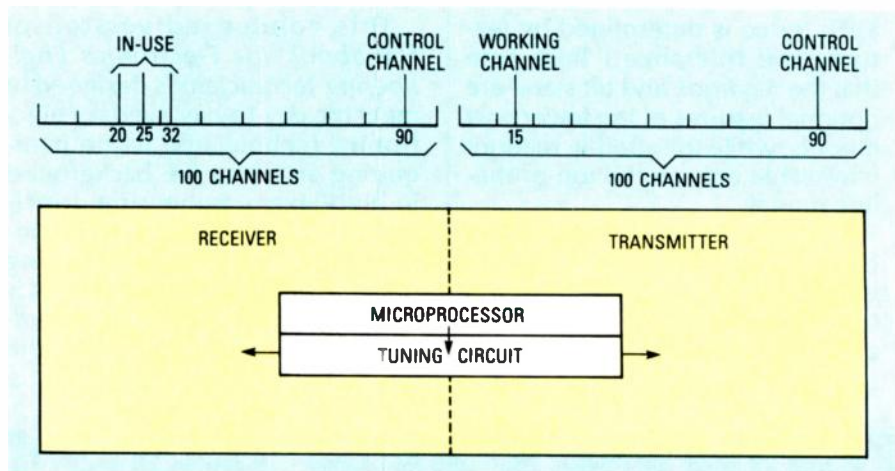 IN-USE
CONTROL
CHANNEL
WORKING
CHANNEL
CONTROL
CHANNEL
20 25 32
90
15
90
100 CHANNELS
100 CHANNELS
RECEIVER
TRANSMITTER
MICROPROCESSOR
TUNING CIRCUIT